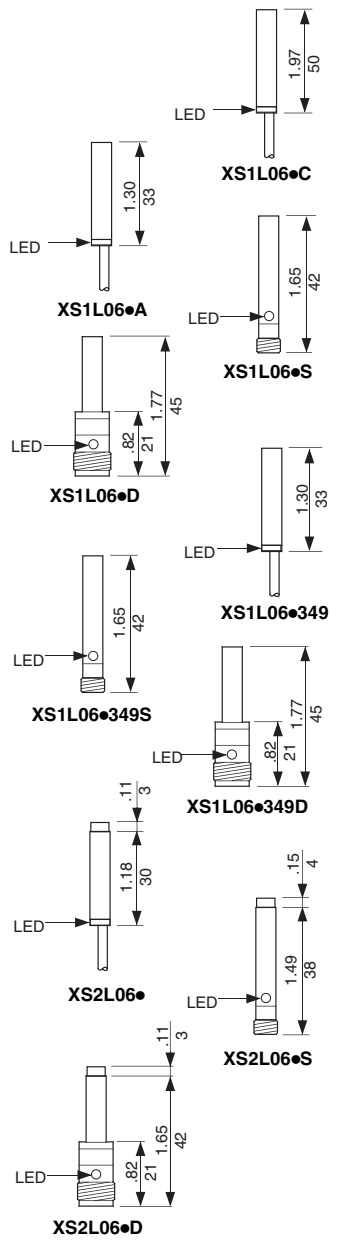 1.97
50
LED
XS1L06●C
1.30
33
LED
XS1L06●A
1.65
42
LED
XS1L06●S
1.77
45
.82
21
LED
XS1L06●D
1.30
33
LED
XS1L06●349
1.65
42
LED
XS1L06●349S
1.77
45
.82
21
LED
XS1L06●349D
.11
3
1.18
30
LED
XS2L06●
.15
4
1.49
38
LED
XS2L06●S
.11
3
1.65
42
.82
21
LED
XS2L06●D